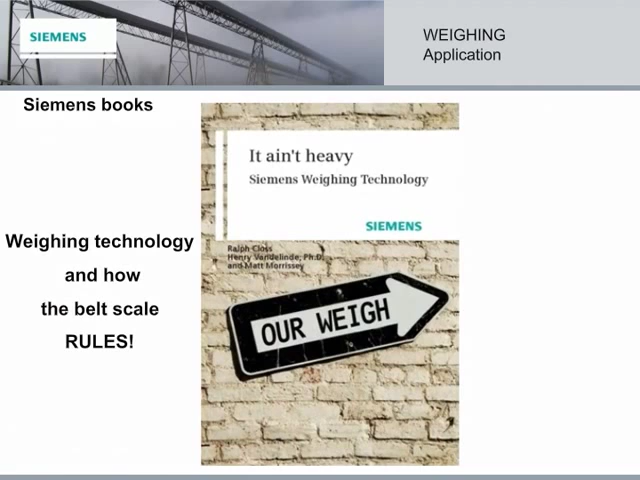 SIEMENS
WEIGHING
Application
Siemens books
Weighing technology
and how
the belt scale
RULES!
It ain't heavy
Siemens Weighing Technology
SIEMENS
Ralph Closs
Henry Vandelinde, Ph.D.
and Matt Morrissey
OUR WEIGH